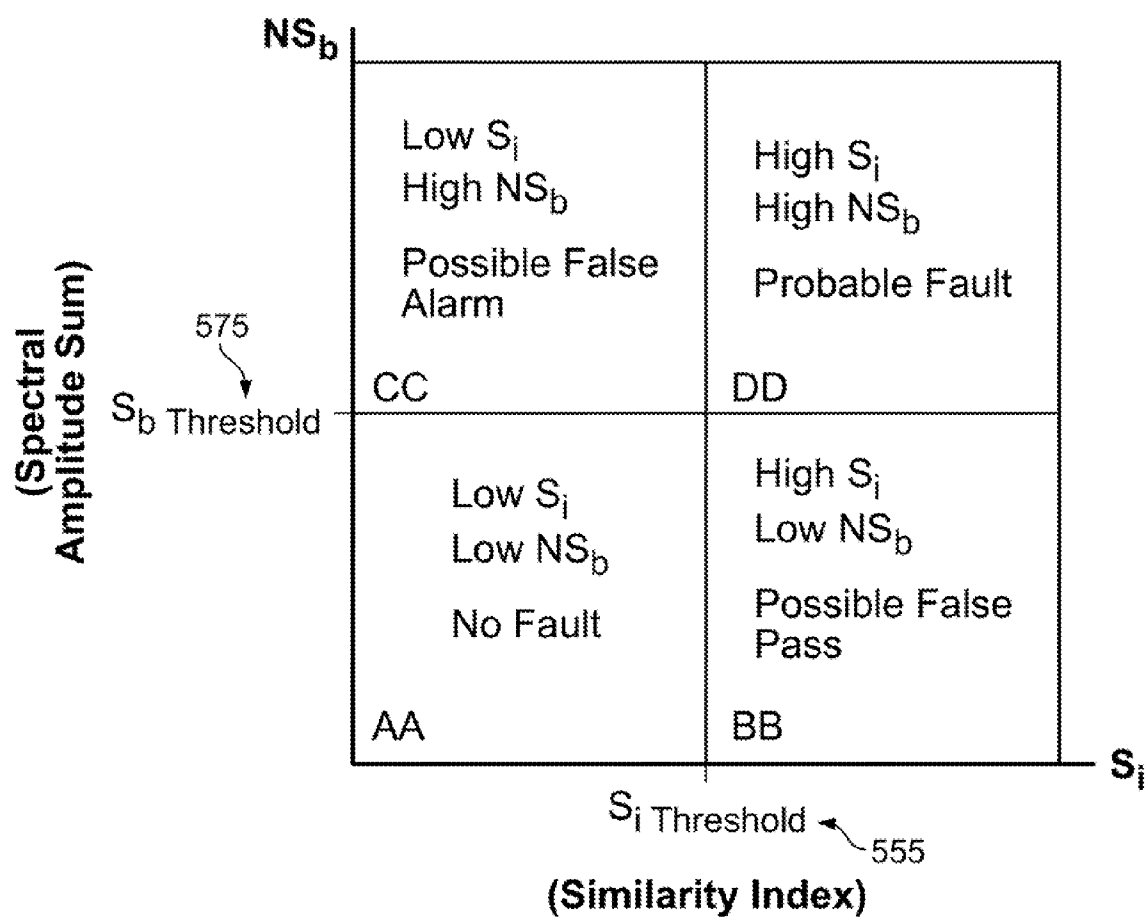 NSb
Low Si
High NSb
Possible False
Alarm
CC
High Si
High NSb
Probable Fault
DD
(Spectral
Amplitude Sum)
575
Sb Threshold
Low Si
Low NSb
No Fault
AA
High Si
Low NSb
Possible False
Pass
BB
Si
Si Threshold
555
(Similarity Index)